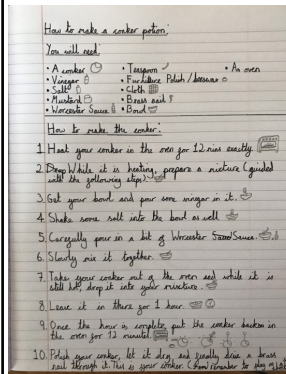 How to make a conker potion:
You will need:
• A conker • Teaspoon • An oven
• Vinegar • Furniture Polish / beeswax
• Salt • Cloth
• Mustard • Brass nail
• Worcester Sauce • Bowl
How to make the conker:
1. Heat your conker in the oven for 12 mins exactly.
2. Drop While it is heating, prepare a mixture (guided
with the following steps).
3. Get your bowl and pour some vinegar in it.
4. Shake some salt into the bowl as well
5. Carefully pour in a bit of Worcester Sauce.
6. Slowly mix it together.
7. Take your conker out of the oven and while it is
still hot, drop it into your mixture.
8. Leave it in there for 1 hour.
9. Once the hour is complete, put the conker back in
the oven for 12 minutes.
10. Polish your conker, let it dry and finally drive a brass
nail through it. This is your conker. remember to play